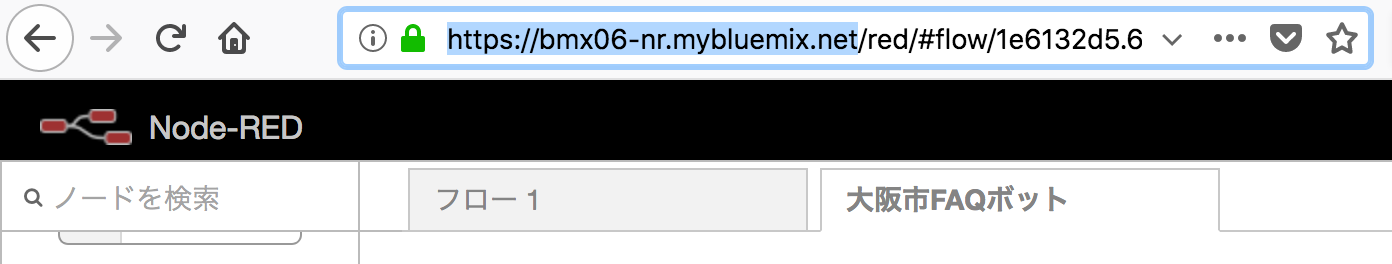 https://bmx06-nr.mybluemix.net/red/#flow/1e6132d5.6
Node-RED
ノードを検索
フロー 1
大阪市FAQボット